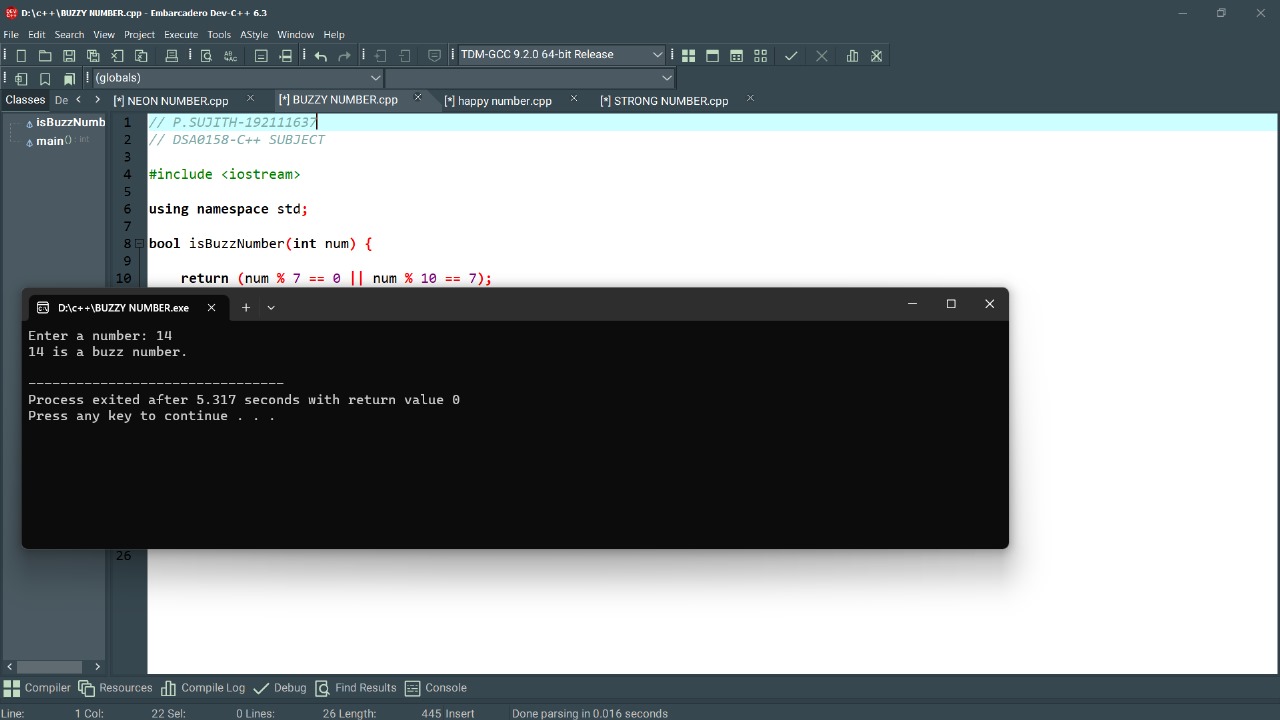 D:\c++\BUZZY NUMBER.cpp - Embarcadero Dev-C++ 6.3
File Edit Search View Project Execute Tools AStyle Window Help
TDM-GCC 9.2.0 64-bit Release
(globals)
Classes De [*] NEON NUMBER.cpp [*] BUZZY NUMBER.cpp [*] happy number.cpp [*] STRONG NUMBER.cpp
isBuzzNumb
main() : int
1 // P.SUJITH-192111637
2 // DSA0158-C++ SUBJECT
3
4 #include <iostream>
5
6 using namespace std;
7
8 bool isBuzzNumber(int num) {
9
10 return (num % 7 == 0 || num % 10 == 7);
D:\c++\BUZZY NUMBER.exe
Enter a number: 14
14 is a buzz number.
--------------------------------
Process exited after 5.317 seconds with return value 0
Press any key to continue . . .
26
Compiler Resources Compile Log Debug Find Results Console
Line: 1 Col: 22 Sel: 0 Lines: 26 Length: 445 Insert Done parsing in 0.016 seconds